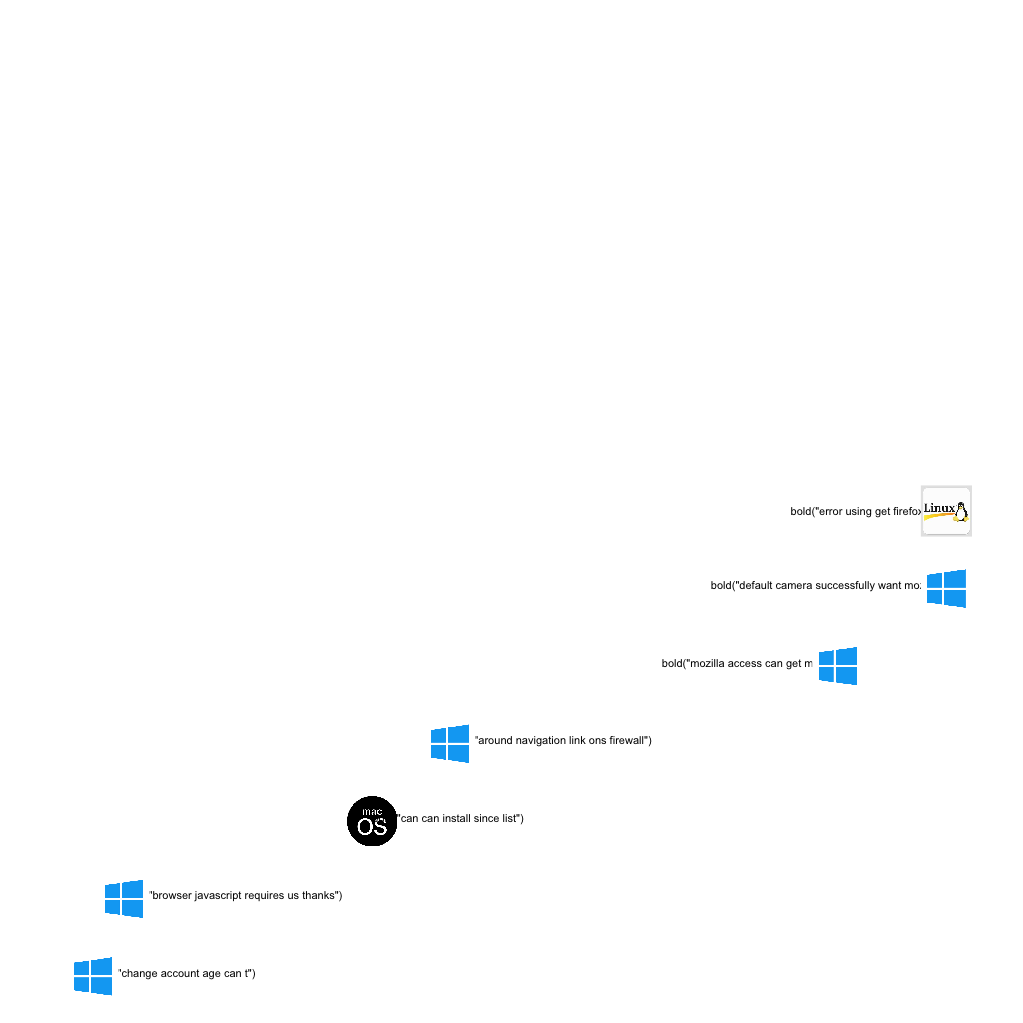 bold("error using get firefox
Linux
bold("default camera successfully want moz
bold("mozilla access can get m
"around navigation link ons firewall")
mac
OS
"can can install since list")
"browser javascript requires us thanks")
"change account age can t")